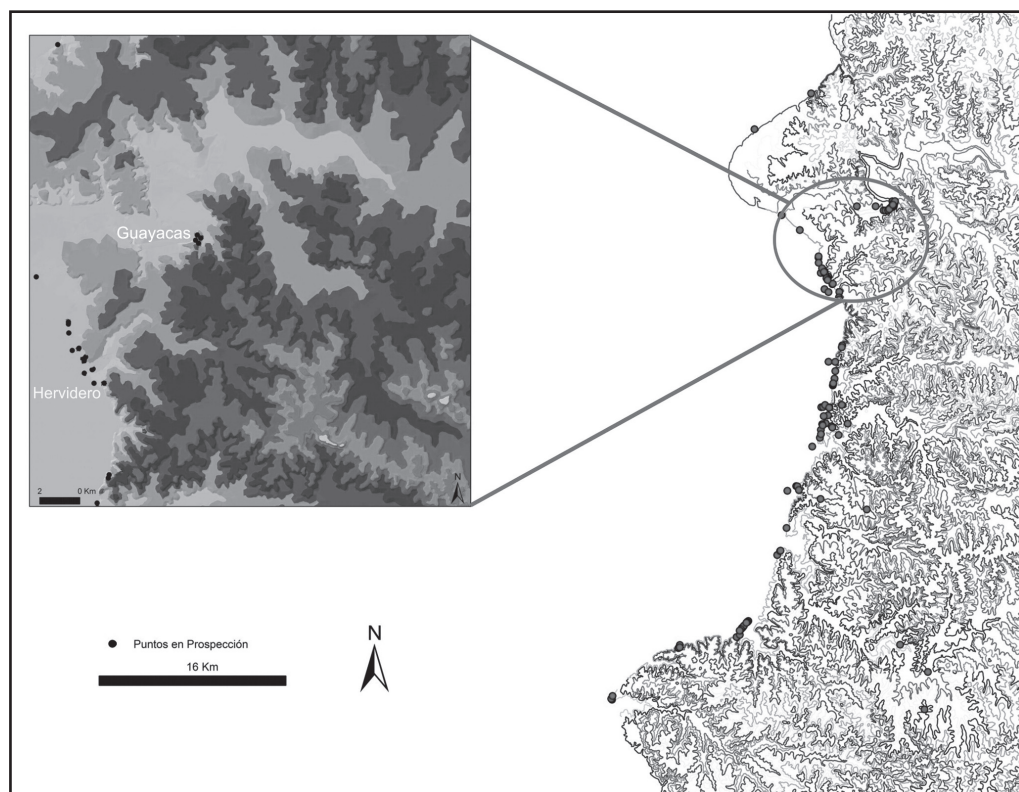 Guayacas
Hervidero
2 0 Km
N
Puntos en Prospección
16 Km
N